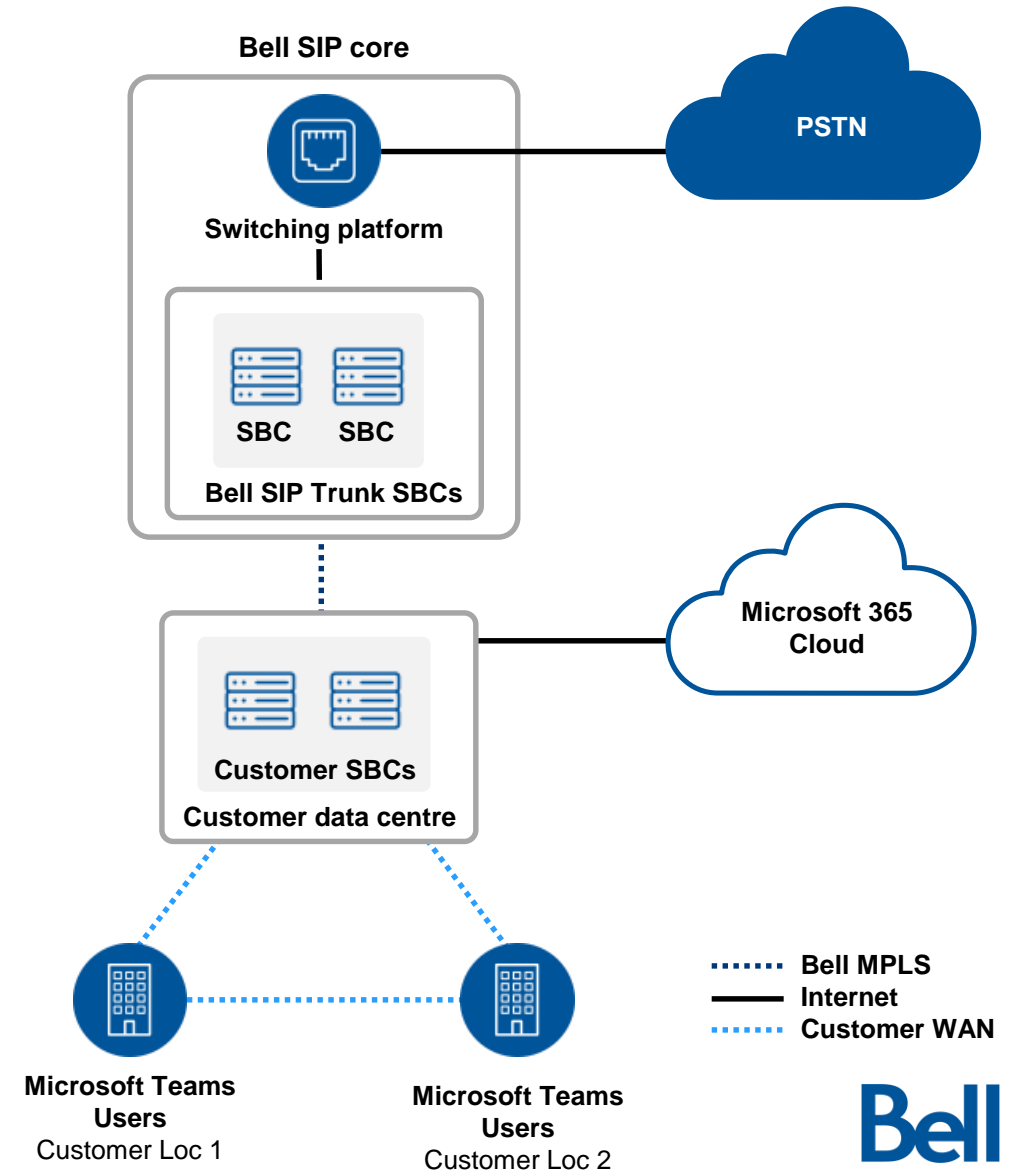 Bell SIP core
PSTN
Switching platform
SBC
SBC
Bell SIP Trunk SBCs
Microsoft 365
Cloud
Customer SBCs
Customer data centre
Bell MPLS
Internet
Customer WAN
Microsoft Teams
Users
Customer Loc 1
Microsoft Teams
Users
Customer Loc 2
Bell